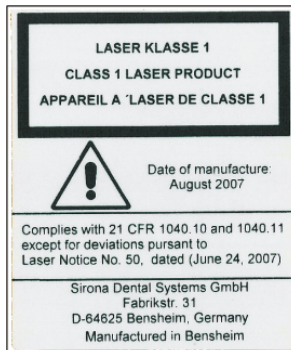 LASER KLASSE 1
CLASS 1 LASER PRODUCT
APPAREIL A ´LASER DE CLASSE 1
Date of manufacture:
August 2007
Complies with 21 CFR 1040.10 and 1040.11
except for deviations pursuant to
Laser Notice No. 50, dated (June 24, 2007)
Sirona Dental Systems GmbH
Fabrikstr. 31
D-64625 Bensheim, Germany
Manufactured in Bensheim